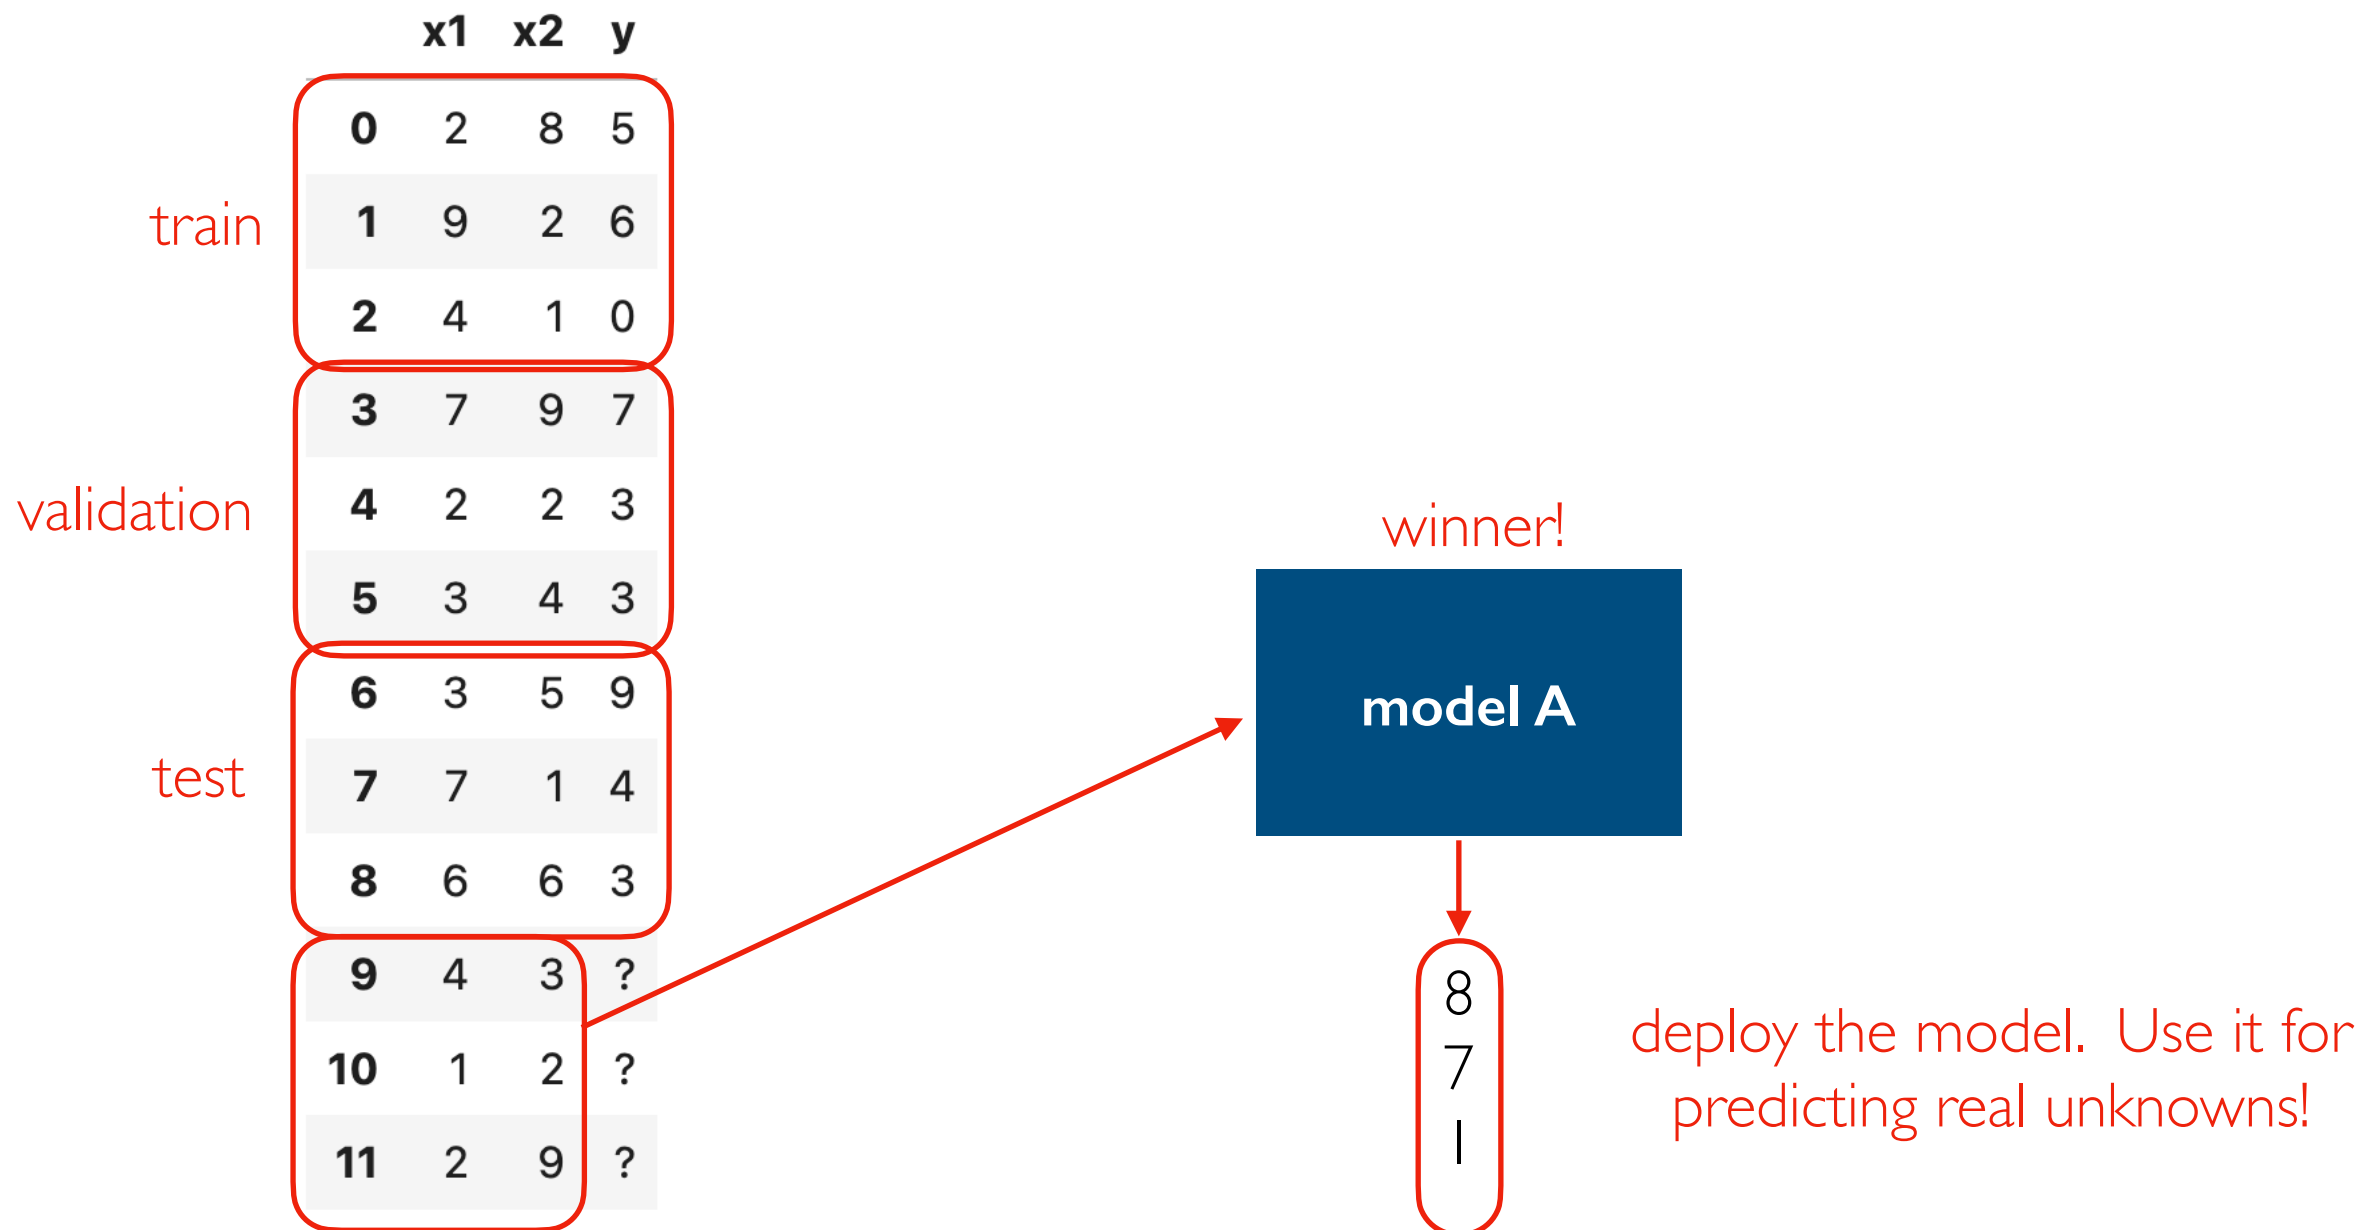 x1 x2 y
0 2 8 5
train
1 9 2 6
2 4 1 0
3 7 9 7
validation
4 2 2 3
5 3 4 3
6 3 5 9
test
7 7 1 4
8 6 6 3
9 4 3 ?
10 1 2 ?
11 2 9 ?
winner!
model A
8
7
1
deploy the model. Use it for
predicting real unknowns!